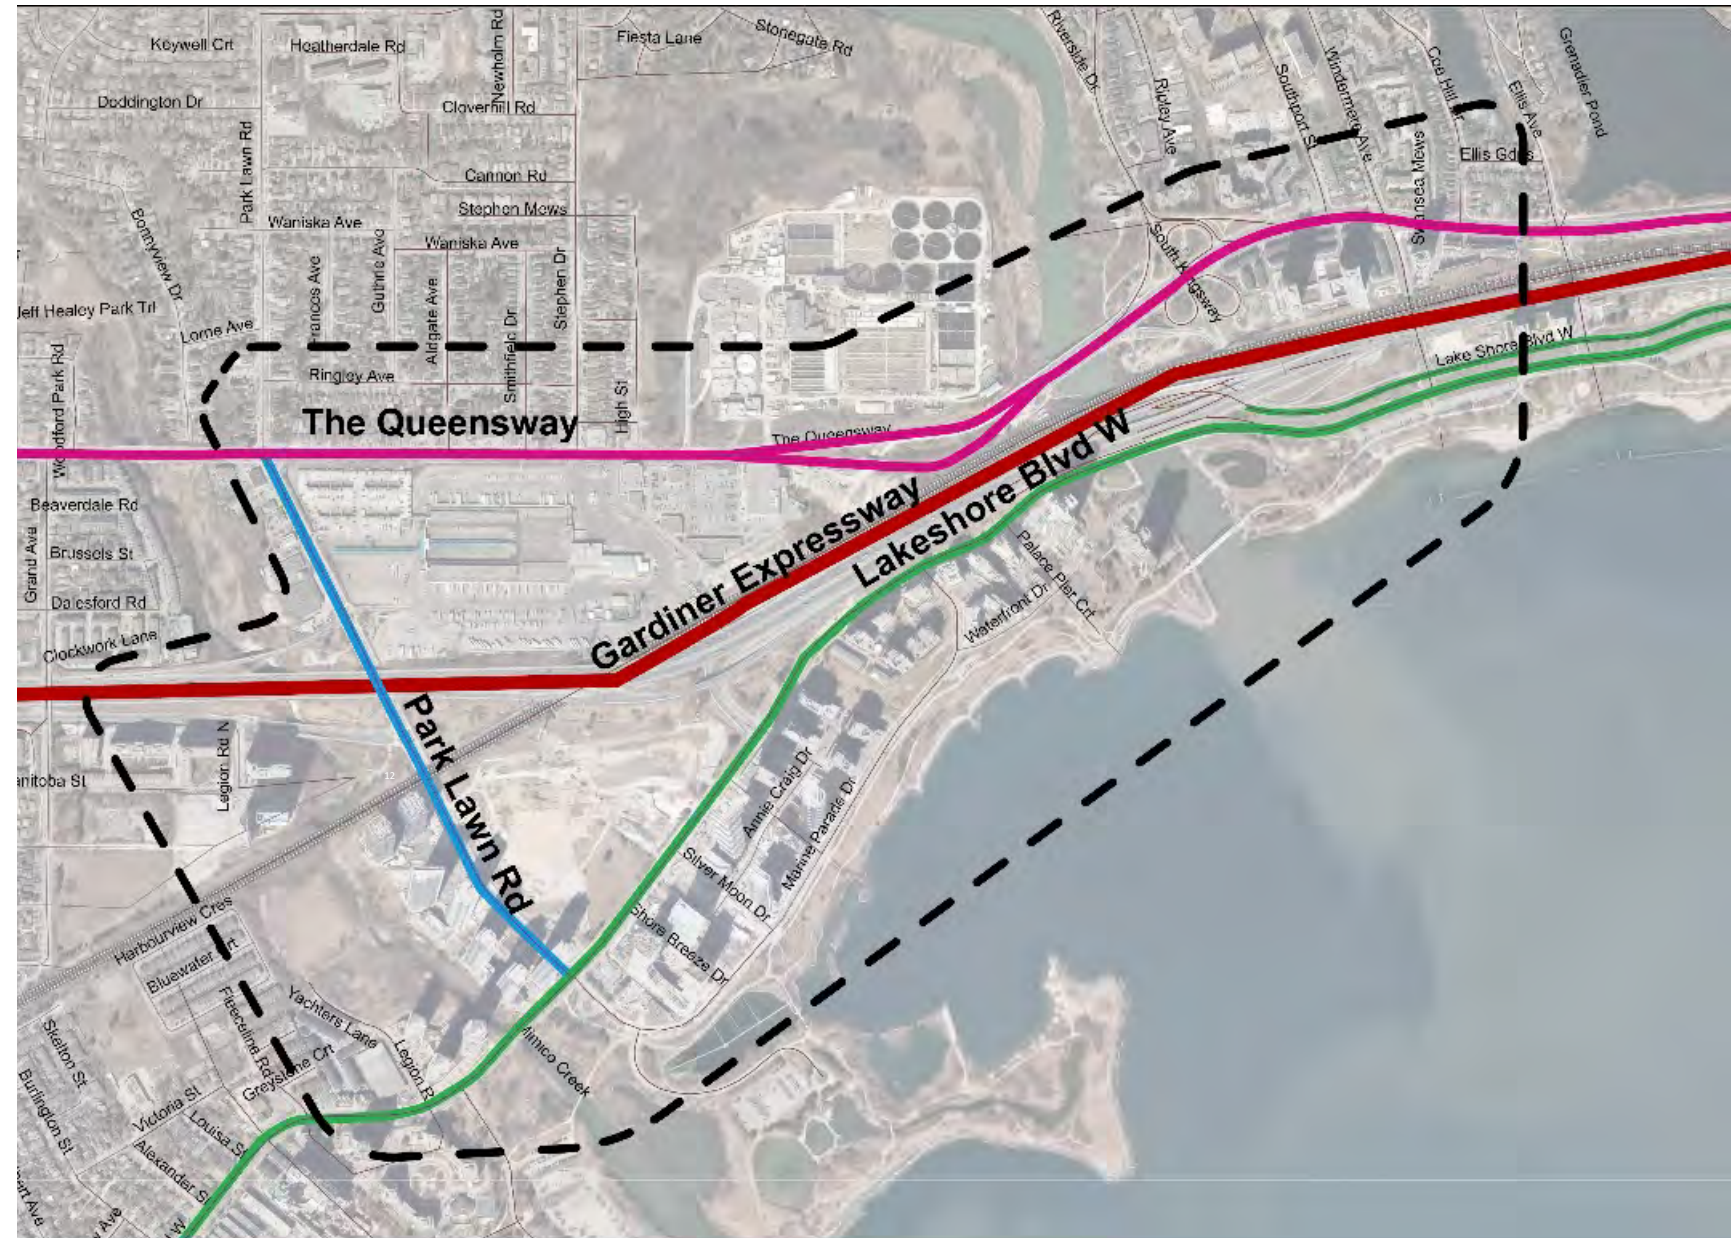 Keywell Crt
Heatherdale Rd
Newholm Rd
Fiesta Lane
Stonegate Rd
Riverside Dr
Ripley Ave
Southport St
Windermere Ave
Coe Hill Dr
Ellis Ave
Grenadier Pond
Doddington Dr
Cloverhill Rd
Park Lawn Rd
Cannon Rd
Ellis Gdns
Swansea Mews
Bonnyview Dr
Waniska Ave
Stephen Mews
Waniska Ave
Guthrie Ave
Francos Ave
Aldgate Ave
Smithfield Dr
Stephen Dr
South Kingsway
Jeff Healey Park Trl
Lorne Ave
Woodford Park Rd
Ringley Ave
High St
Lake Shore Blvd W
The Queensway
The Queensway
Beaverdale Rd
Grand Ave
Brussels St
Dalesford Rd
Clockwork Lane
Gardiner Expressway
Lakeshore Blvd W
Palace Pier Crt
Waterfront Dr
Park Lawn Rd
Legion Rd N
anitoba St
12
Annie Craig Dr
Marine Parade Dr
Silver Moon Dr
Shore Breeze Dr
Harbourview Cres
Bluewater Crt
Fleeceline Rd
Yachters Lane
Legion R
Mimico Creek
Greystone Crt
Skelton St
Burlington St
Victoria St
Louisa St
Alexander St
Ave
W